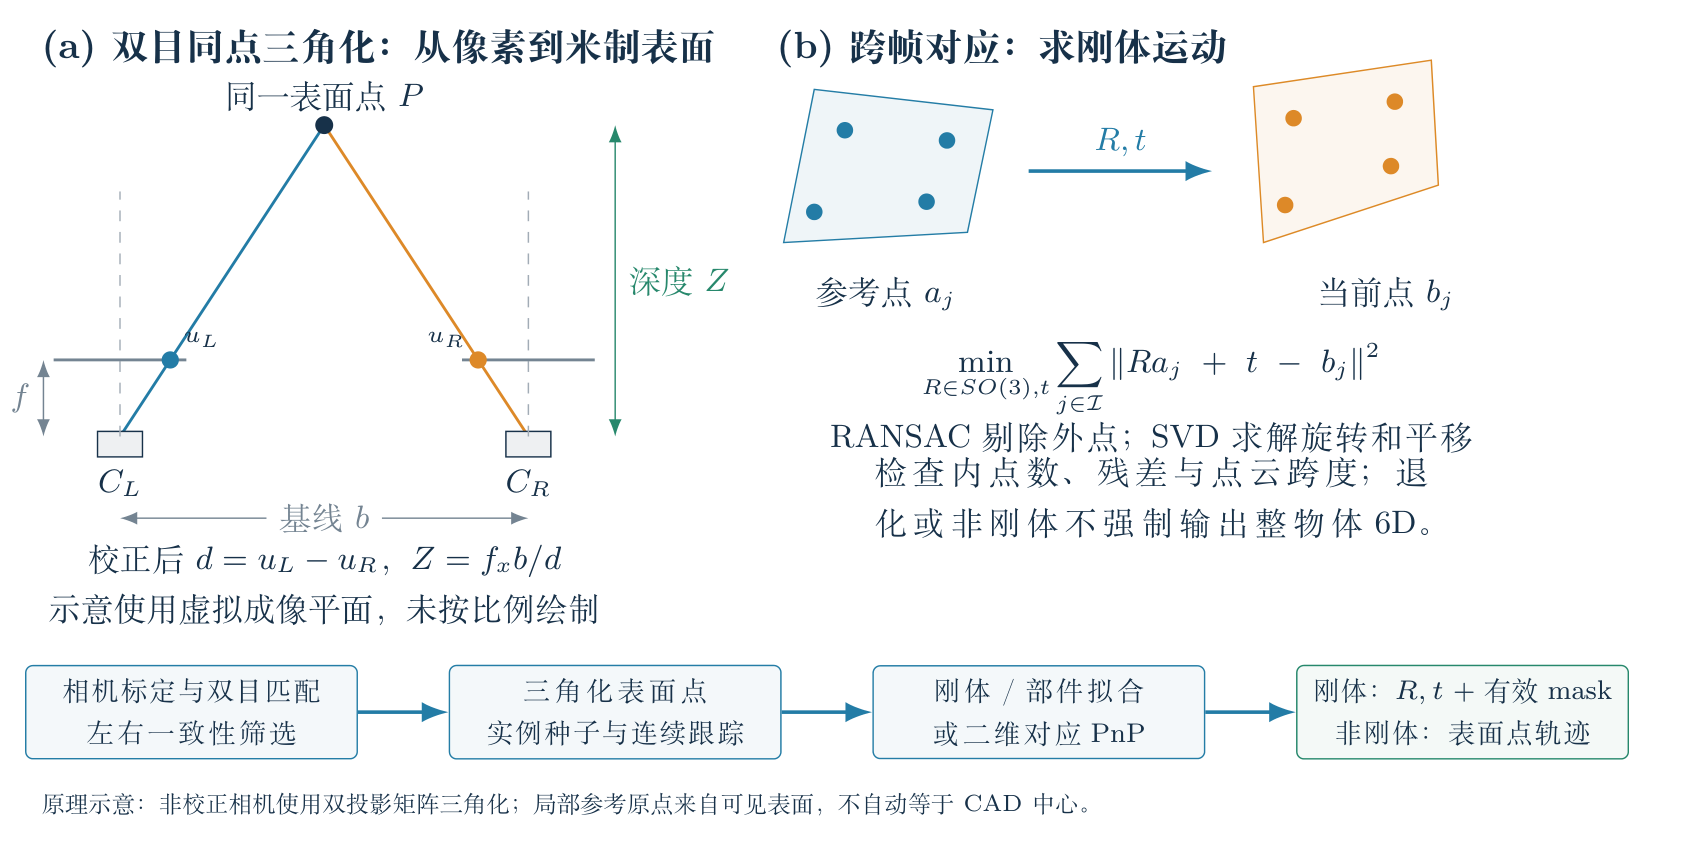 (a) 双目同点三角化：从像素到米制表面
同一表面点 P
深度 Z
u_L
u_R
f
C_L
C_R
基线 b
校正后 d = u_L − u_R，Z = f_x b/d
示意使用虚拟成像平面，未按比例绘制
(b) 跨帧对应：求刚体运动
R, t
参考点 a_j
当前点 b_j
min_{R∈SO(3),t} ∑_{j∈𝓘} ‖Ra_j + t − b_j‖²
RANSAC 剔除外点；SVD 求解旋转和平移
检查内点数、残差与点云跨度；退
化或非刚体不强制输出整物体 6D。
相机标定与双目匹配
左右一致性筛选
三角化表面点
实例种子与连续跟踪
刚体 / 部件拟合
或二维对应 PnP
刚体：R, t + 有效 mask
非刚体：表面点轨迹
原理示意：非校正相机使用双投影矩阵三角化；局部参考原点来自可见表面，不自动等于 CAD 中心。